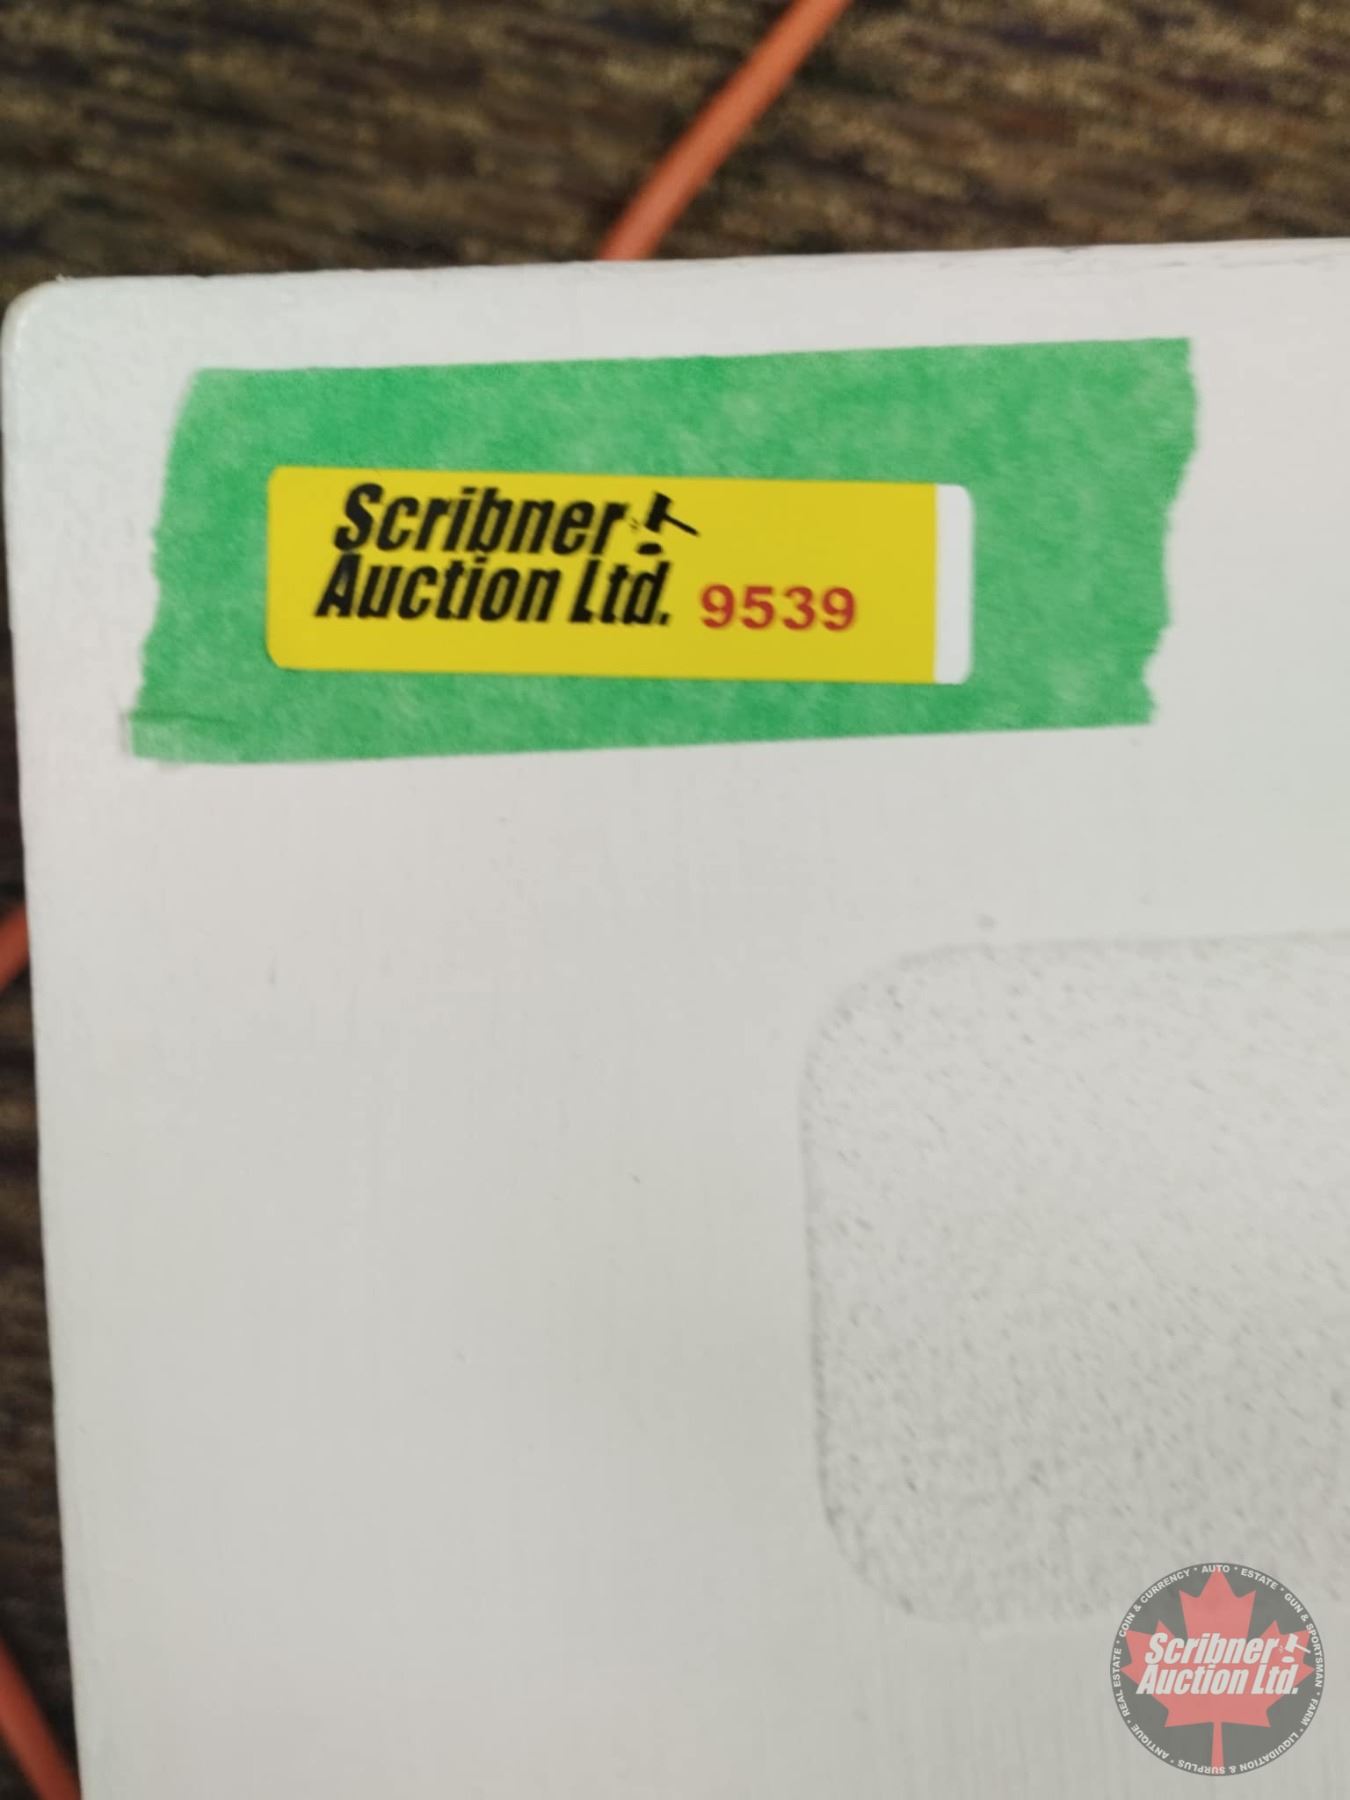 Scribner
Auction Ltd. 9539
COIN & CURRENCY • AUTO • ESTATE • GUN & SPORTSMAN • FARM • LIQUIDATION & SURPLUS • ANTIQUE • REAL ESTATE •
Scribner
Auction Ltd.